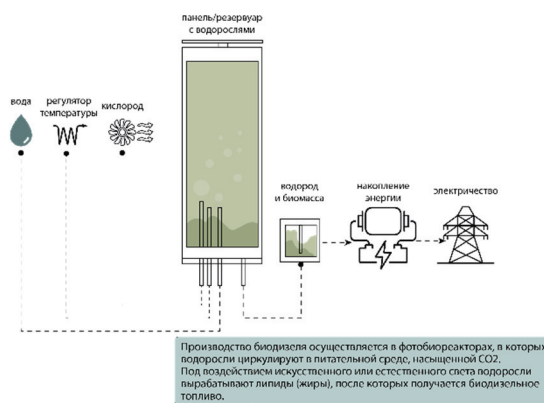 панель/резервуар
с водорослями
вода
регулятор
температуры
кислород
водород
и биомасса
накопление
энергии
электричество
Производство биодизеля осуществляется в фотобиореакторах, в которых
водоросли циркулируют в питательной среде, насыщенной СО2.
Под воздействием искусственного или естественного света водоросли
вырабатывают липиды (жиры), после которых получается биодизельное
топливо.